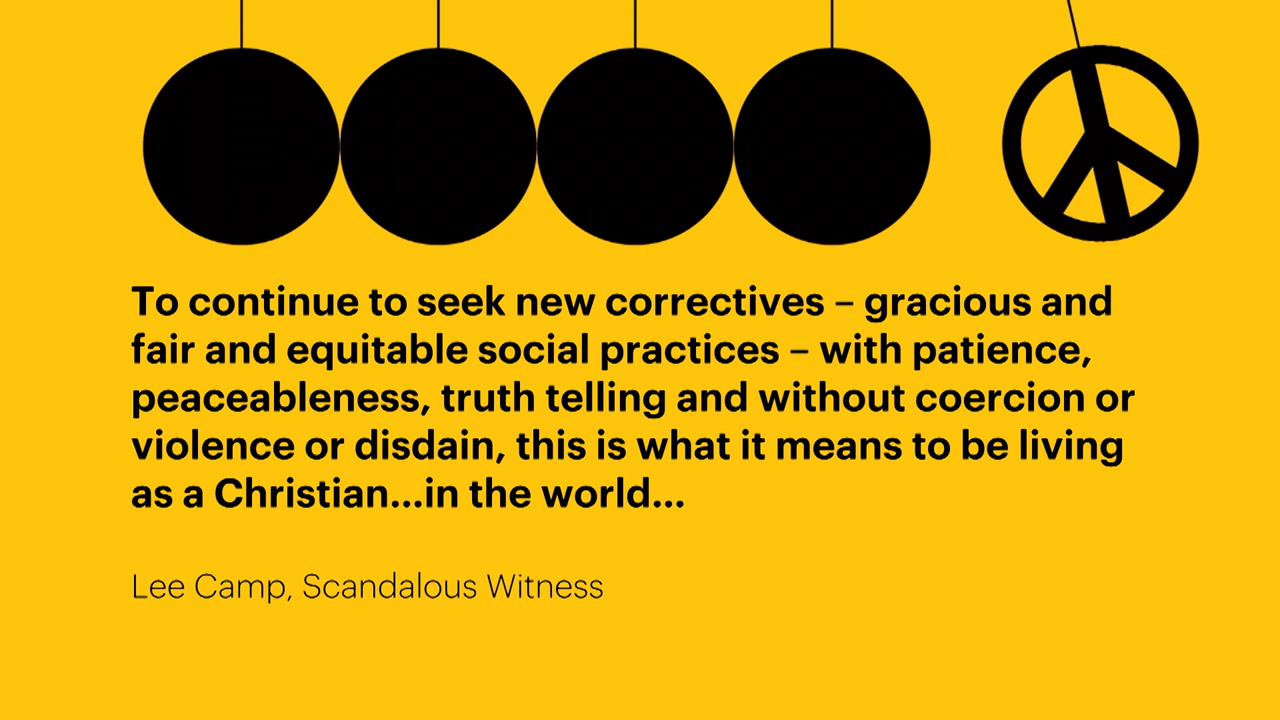 To continue to seek new correctives – gracious and
fair and equitable social practices – with patience,
peaceableness, truth telling and without coercion or
violence or disdain, this is what it means to be living
as a Christian...in the world...
Lee Camp, Scandalous Witness